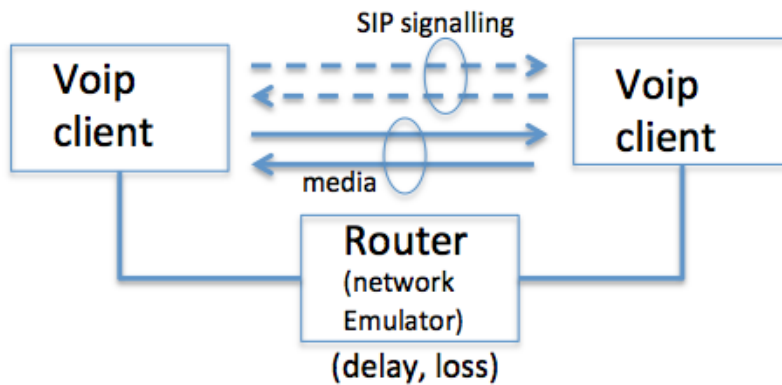 SIP signalling
Voip
client
Voip
client
media
Router
(network
Emulator)
(delay, loss)